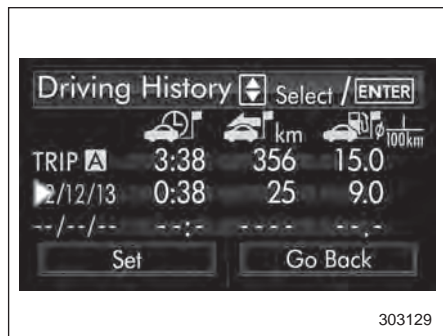 Driving History Select / ENTER
km ø l/100km
TRIP A 3:38 356 15.0
2/12/13 0:38 25 9.0
--/--/-- --:- ---- --.-
Set Go Back
303129